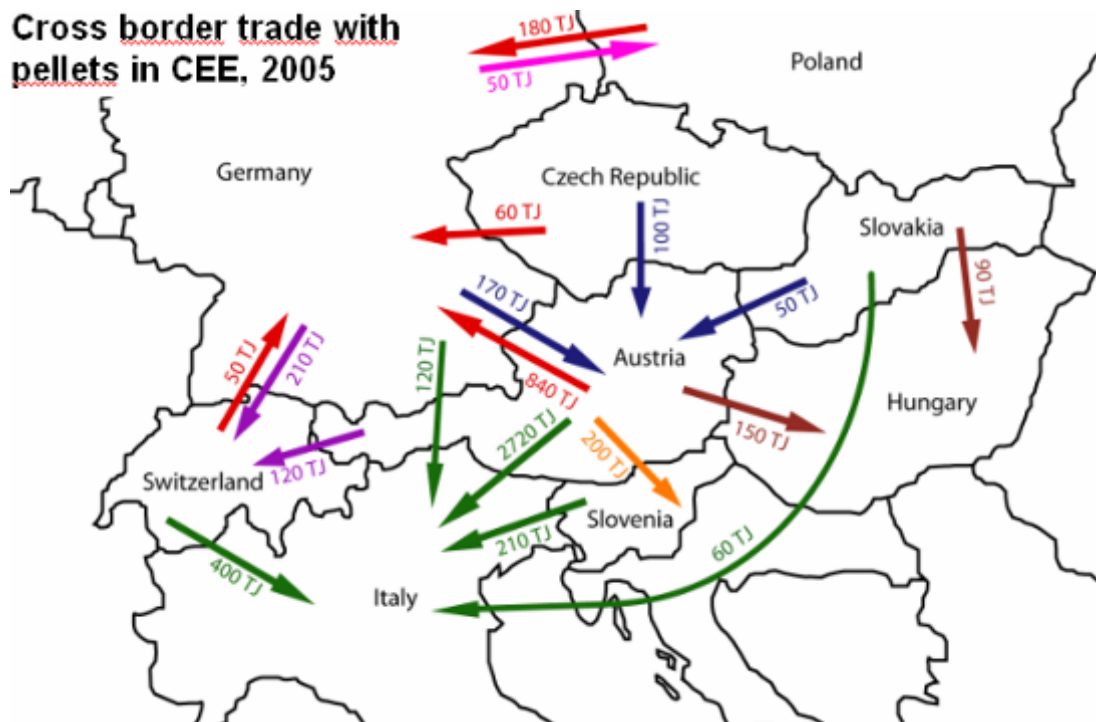 Cross border trade with
pellets in CEE, 2005
180 TJ
50 TJ
Poland
Germany
Czech Republic
60 TJ
100 TJ
Slovakia
90 TJ
170 TJ
50 TJ
50 TJ
210 TJ
120 TJ
840 TJ
Austria
Hungary
150 TJ
2720 TJ
200 TJ
120 TJ
Switzerland
Slovenia
210 TJ
60 TJ
400 TJ
Italy